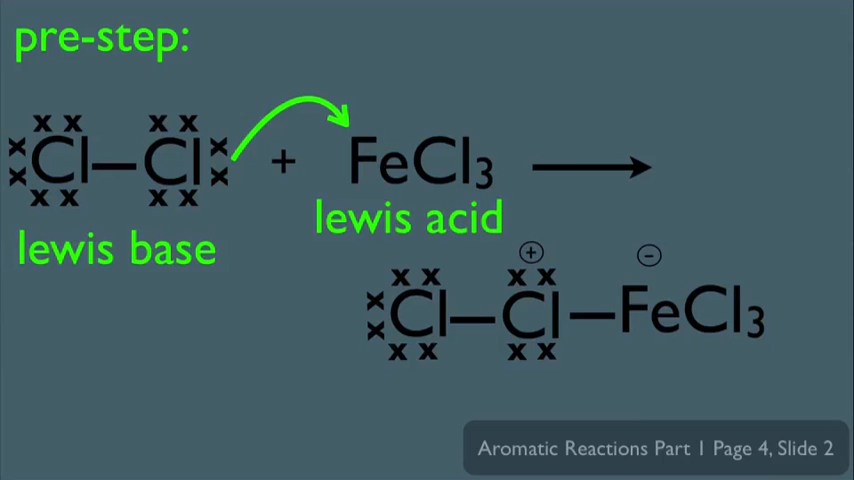 pre-step:
Cl—Cl + FeCl₃ ⟶
lewis acid
lewis base
⊕ ⊖
Cl—Cl—FeCl₃
Aromatic Reactions Part 1 Page 4, Slide 2